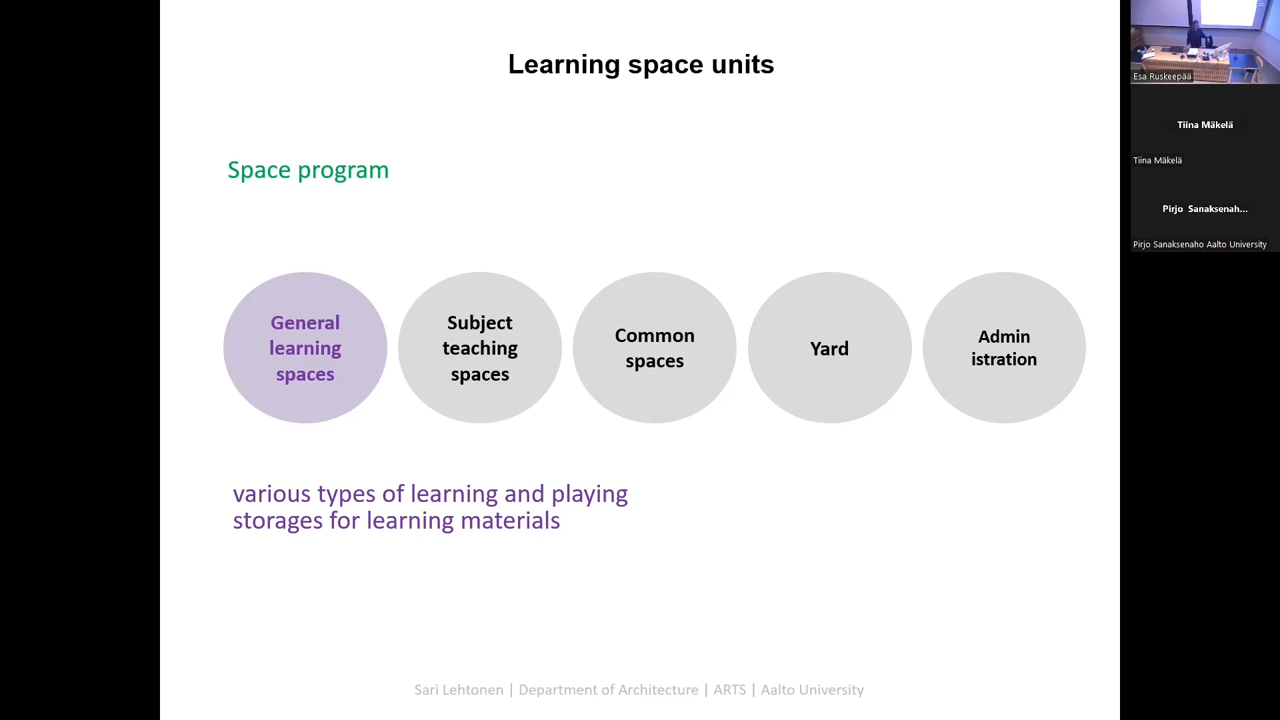 Learning space units
Space program
General
learning
spaces
Subject
teaching
spaces
Common
spaces
Yard
Admin
istration
various types of learning and playing
storages for learning materials
Sari Lehtonen | Department of Architecture | ARTS | Aalto University
Esa Ruskeepää
Tiina Mäkelä
Tiina Mäkelä
Pirjo Sanaksenah...
Pirjo Sanaksenaho Aalto University